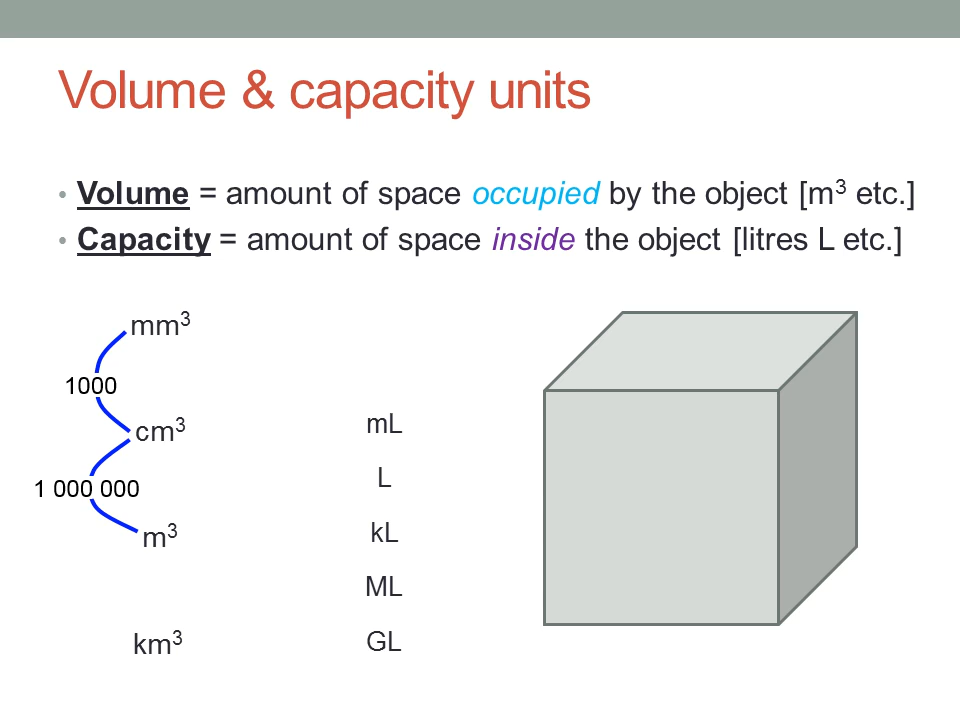 Volume & capacity units
• Volume = amount of space occupied by the object [m³ etc.]
• Capacity = amount of space inside the object [litres L etc.]
mm³
1000
cm³
1 000 000
m³
km³
mL
L
kL
ML
GL